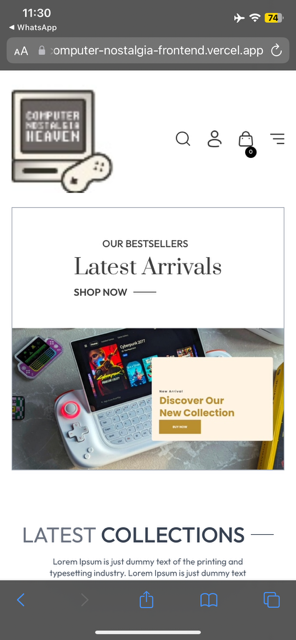 11:30
74
WhatsApp
AA
:omputer-nostalgia-frontend.vercel.app
COMPUTER
NOSTALGIA
HEAVEN
0
OUR BESTSELLERS
Latest Arrivals
SHOP NOW
Cyberpunk 2077
New Arrival
Discover Our
New Collection
BUY NOW
LATEST COLLECTIONS
Lorem Ipsum is just dummy text of the printing and
typesetting industry. Lorem Ipsum is just dummy text